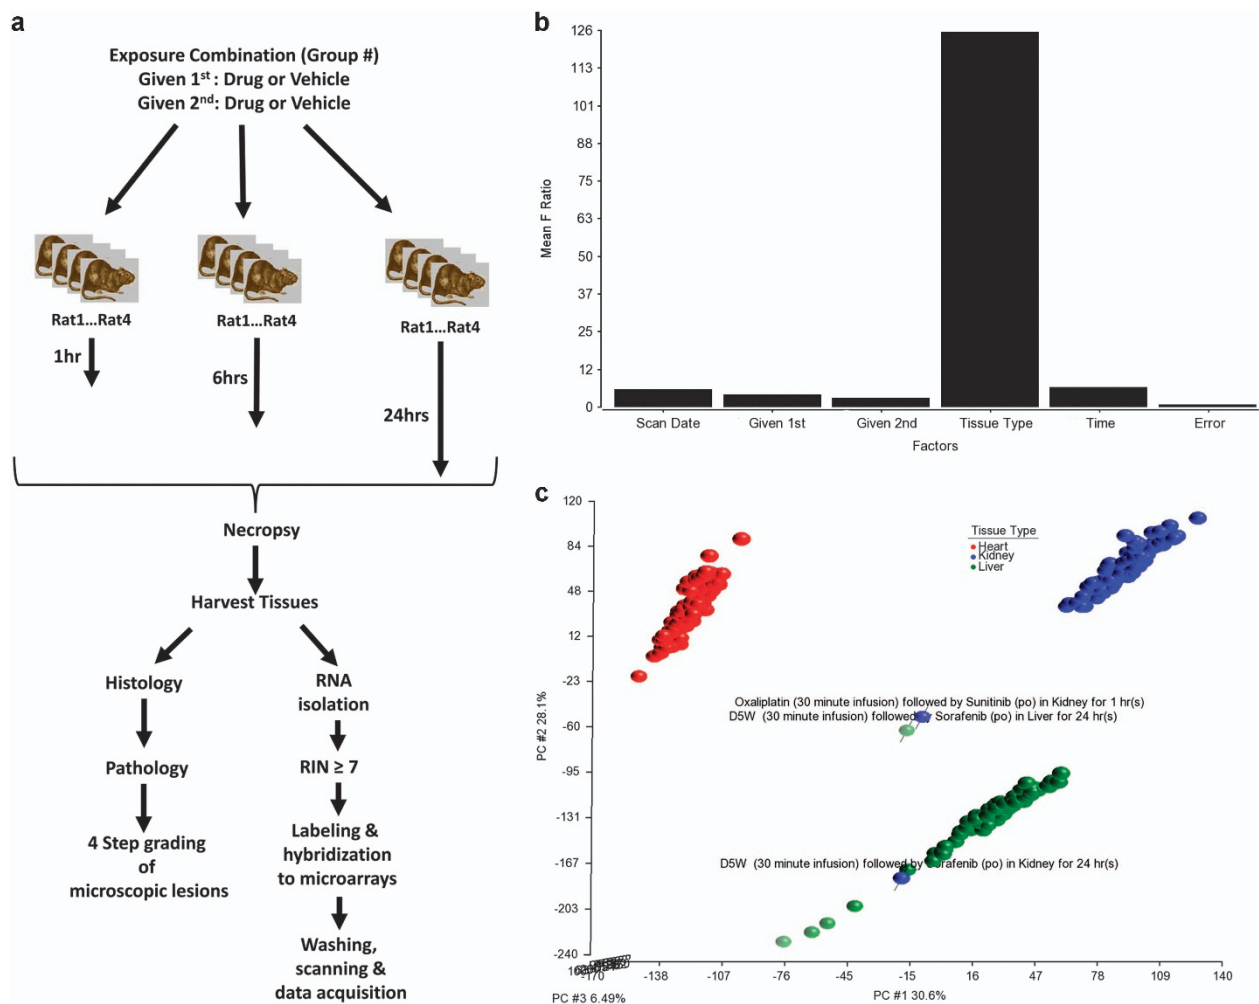 a
Exposure Combination (Group #)
Given 1st : Drug or Vehicle
Given 2nd: Drug or Vehicle
Rat1...Rat4
Rat1...Rat4
Rat1...Rat4
1hr
6hrs
24hrs
Necropsy
Harvest Tissues
Histology
Pathology
4 Step grading
of
microscopic lesions
RNA
isolation
RIN ≥ 7
Labeling &
hybridization
to microarrays
Washing,
scanning &
data acquisition
b
Mean F Ratio
126
113
101
88
75
63
50
37
25
12
0
Scan Date
Given 1st
Given 2nd
Tissue Type
Time
Error
Factors
c
PC #2 28.1%
120
84
48
12
-23
-60
-95
-131
-167
-203
-240
Tissue Type
Heart
Kidney
Liver
Oxaliplatin (30 minute infusion) followed by Sunitinib (po) in Kidney for 1 hr(s)
D5W (30 minute infusion) followed by Sorafenib (po) in Liver for 24 hr(s)
D5W (30 minute infusion) followed by Sorafenib (po) in Kidney for 24 hr(s)
-170
-138
-107
-76
-45
-15
16
47
78
109
140
PC #3 6.49%
PC #1 30.6%